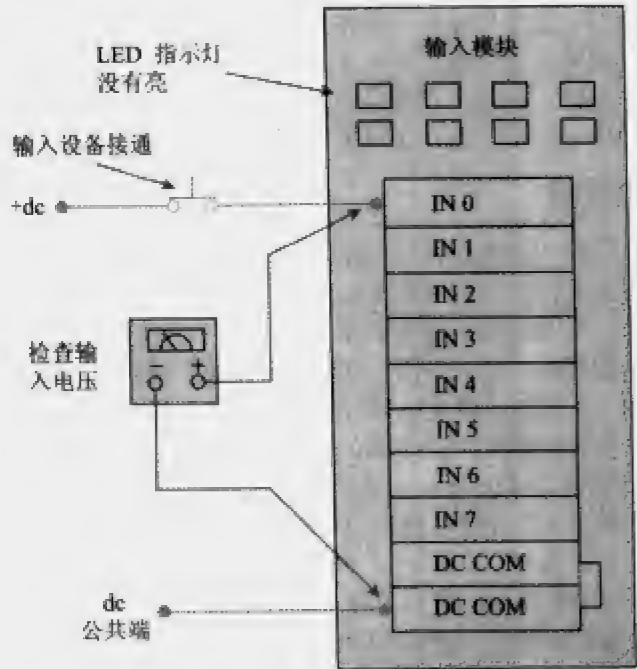 LED 指示灯
没有亮
输入模块
输入设备接通
+dc
IN 0
IN 1
IN 2
IN 3
检查输
入电压
− +
IN 4
IN 5
IN 6
IN 7
DC COM
DC COM
dc
公共端